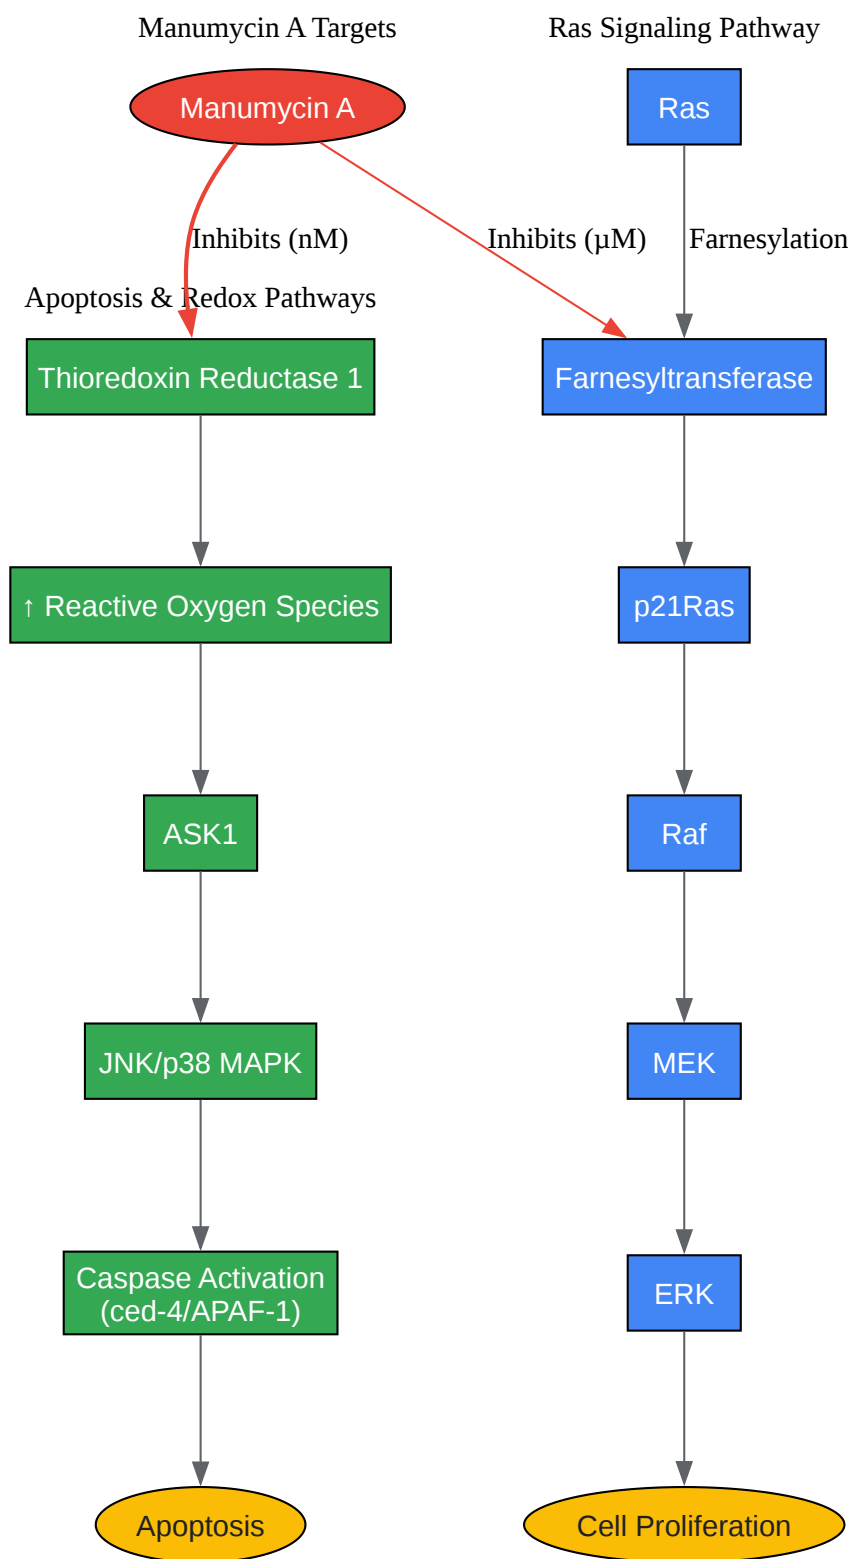 Manumycin A Targets
Ras Signaling Pathway
Manumycin A
Ras
Inhibits (nM)
Inhibits (µM)
Farnesylation
Apoptosis & Redox Pathways
Thioredoxin Reductase 1
Farnesyltransferase
↑ Reactive Oxygen Species
p21Ras
ASK1
Raf
JNK/p38 MAPK
MEK
Caspase Activation
(ced-4/APAF-1)
ERK
Apoptosis
Cell Proliferation